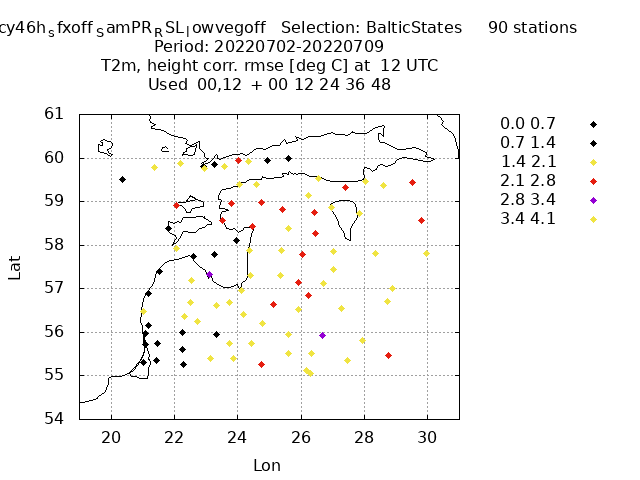 cy46h_sfxoff_samPR_RSL_lowvegoff Selection: BalticStates 90 stations
Period: 20220702-20220709
T2m, height corr. rmse [deg C] at 12 UTC
Used 00,12 + 00 12 24 36 48
61
60
59
58
57
56
55
54
Lat
20 22 24 26 28 30
Lon
0.0 0.7
0.7 1.4
1.4 2.1
2.1 2.8
2.8 3.4
3.4 4.1